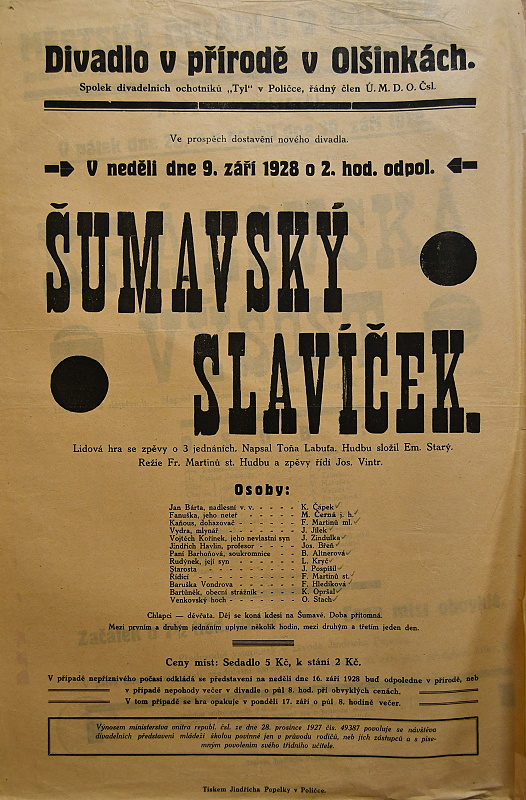 Divadlo v přírodě v Olšinkách.
Spolek divadelních ochotníků „Tyl" v Poličce, řádný člen Ú. M. D. O. Čsl.
Ve prospěch dostavění nového divadla.
V neděli dne 9. září 1928 o 2. hod. odpol.
ŠUMAVSKÝ
SLAVÍČEK.
Lidová hra se zpěvy o 3 jednáních. Napsal Toňa Labuťa. Hudbu složil Em. Starý.
Režie Fr. Martinů st. Hudbu a zpěvy řídí Jos. Vintr.
Osoby:
Jan Bárta, nadlesní v. v. - - - - - K. Čápek
Fanuška, jeho neteř - - - - - - M. Černá j. h.
Kaňous, dohazovač - - - - - - F. Martinů ml.
Vydra, mlynář - - - - - - - J. Jílek
Vojtěch Kořínek, jeho nevlastní syn J. Zindulka
Jindřich Havlín, profesor - - - - Jos. Břeň
Paní Barhoňová, soukromnice - - B. Altnerová
Rudýnek, její syn - - - - - - L. Kryč
Starosta - - - - - - - - J. Pospíšil
Řídící - - - - - - - - - F. Martinů st.
Baruška Vondrova - - - - - - F. Hledíková
Bartůněk, obecní strážník - - - - K. Opršal
Venkovský hoch - - - - - - - O. Stach
Chlapci — děvčata. Děj se koná kdesi na Šumavě. Doba přítomná.
Mezi prvním a druhým jednáním uplyne několik hodin, mezi druhým a třetím jeden den.
Ceny míst: Sedadlo 5 Kč, k stání 2 Kč.
V případě nepříznivého počasí odkládá se představení na neděli dne 16. září 1928 buď odpoledne v přírodě, neb
v případě nepohody večer v divadle o půl 8. hod. při obvyklých cenách.
V tom případě se hra opakuje v pondělí 17. září o půl 8. hodině večer.
Výnosem ministerstva vnitra republ. čsl. ze dne 28. prosince 1927 čís. 49387 povoluje se návštěva
divadelních představení mládeži školou povinné jen v průvodu rodičů, neb jich zástupců a s píse-
mným povolením svého třídního učitele.
Tiskem Jindřicha Popelky v Poličce.